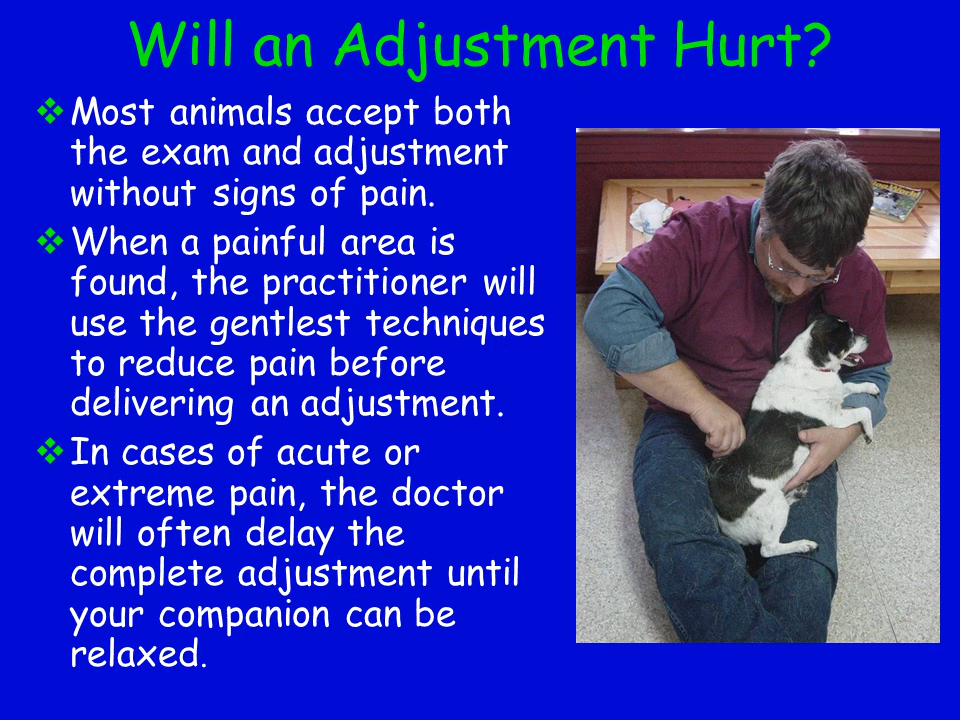 Will an Adjustment Hurt?
Most animals accept both
the exam and adjustment
without signs of pain.
When a painful area is
found, the practitioner will
use the gentlest techniques
to reduce pain before
delivering an adjustment.
In cases of acute or
extreme pain, the doctor
will often delay the
complete adjustment until
your companion can be
relaxed.